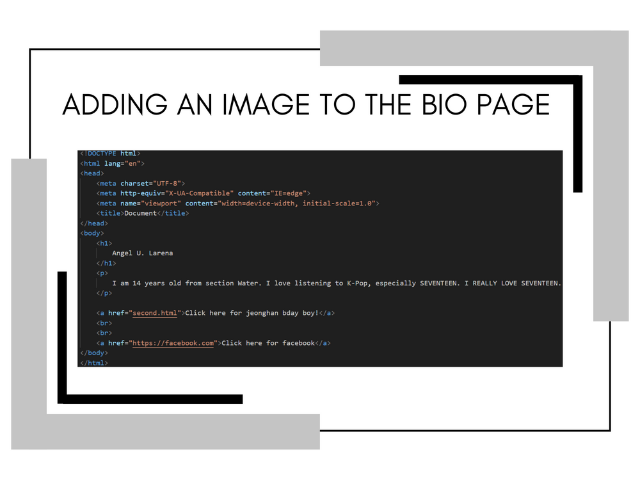 ADDING AN IMAGE TO THE BIO PAGE
<!DOCTYPE html>
<html lang="en">
<head>
<meta charset="UTF-8">
<meta http-equiv="X-UA-Compatible" content="IE=edge">
<meta name="viewport" content="width=device-width, initial-scale=1.0">
<title>Document</title>
</head>
<body>
<h1>
Angel U. Larena
</h1>
<p>
I am 14 years old from section Water. I love listening to K-Pop, especially SEVENTEEN. I REALLY LOVE SEVENTEEN.
</p>
<a href="second.html">Click here for jeonghan bday boy!</a>
<br>
<br>
<a href="https://facebook.com">Click here for facebook</a>
</body>
</html>